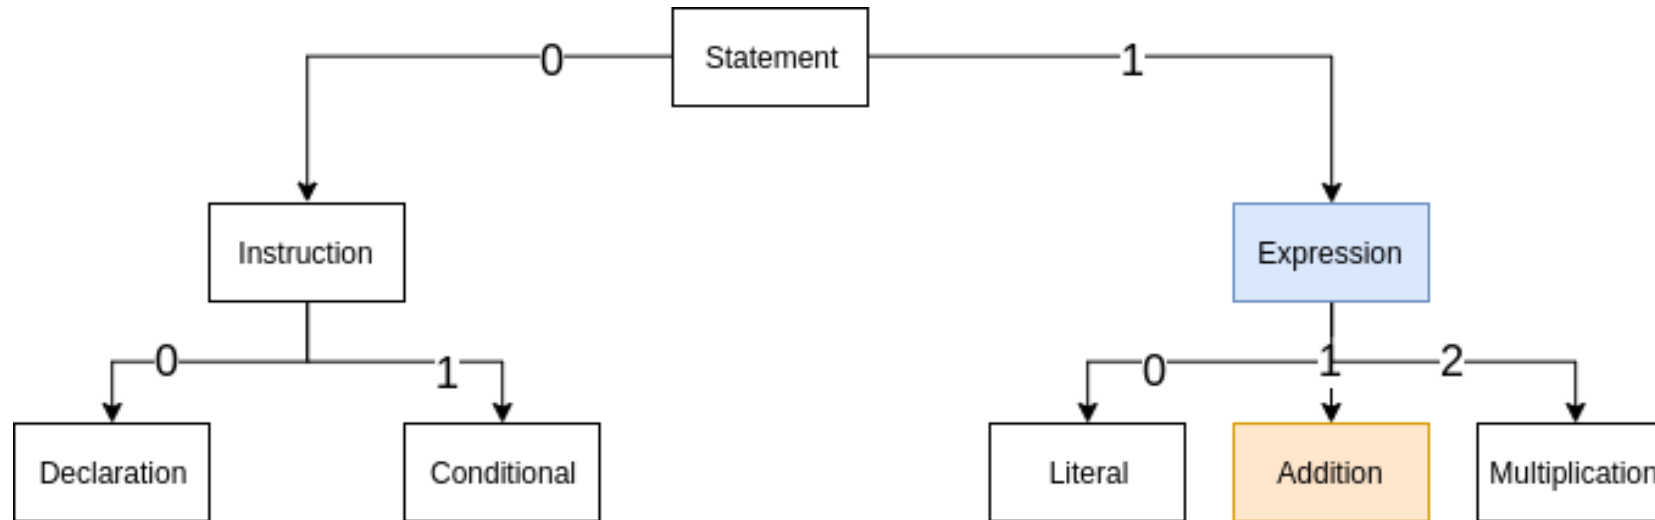 Statement
0
1
Instruction
Expression
0
1
0
1
2
Declaration
Conditional
Literal
Addition
Multiplication